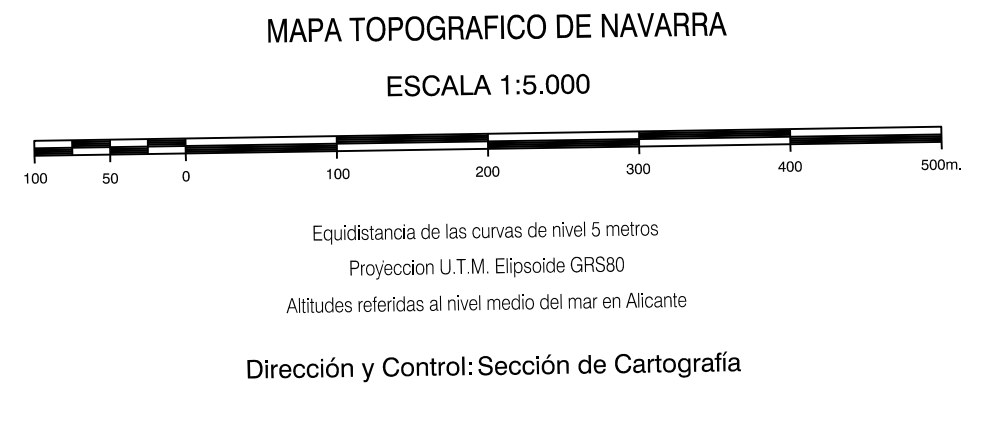 MAPA TOPOGRAFICO DE NAVARRA
ESCALA 1:5.000
100 50 0 100 200 300 400 500m.
Equidistancia de las curvas de nivel 5 metros
Proyeccion U.T.M. Elipsoide GRS80
Altitudes referidas al nivel medio del mar en Alicante
Dirección y Control: Sección de Cartografía